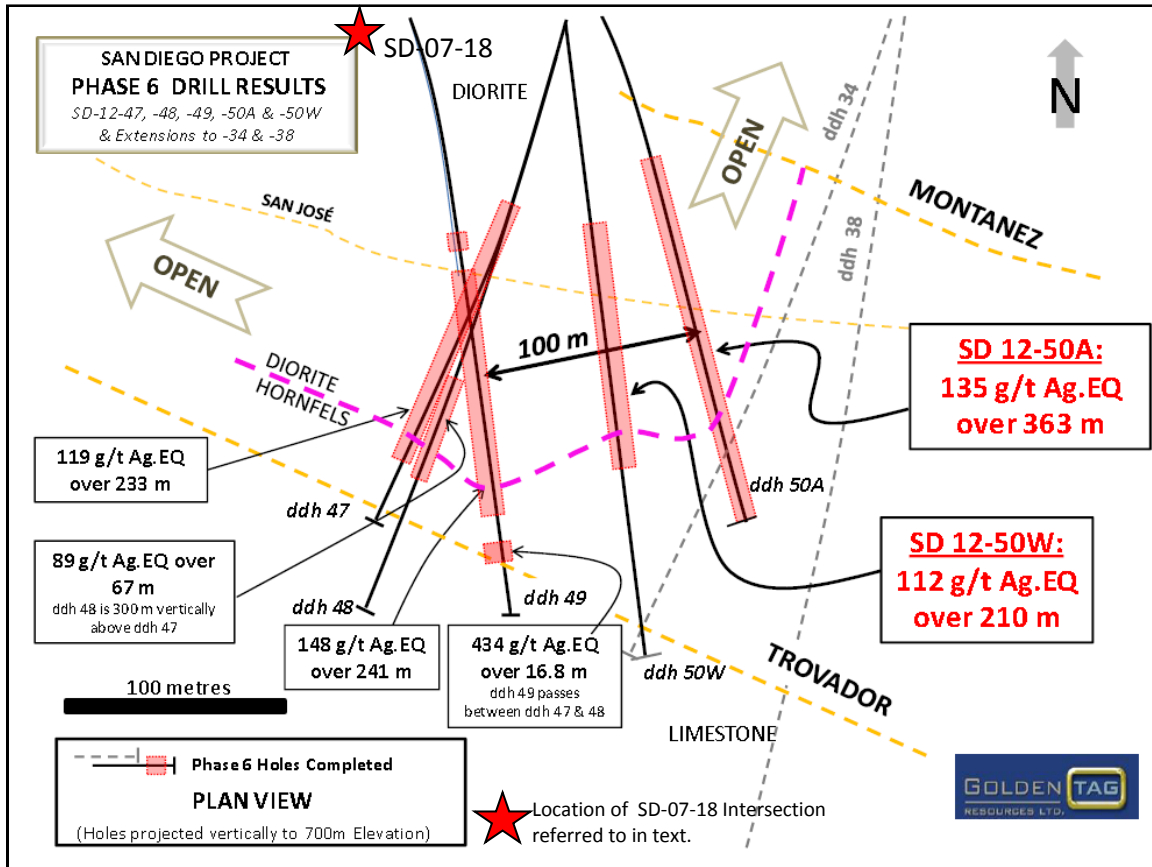 SAN DIEGO PROJECT
PHASE 6 DRILL RESULTS
SD-12-47, -48, -49, -50A & -50W
& Extensions to -34 & -38
SD-07-18
DIORITE
N
ddh 34
OPEN
MONTANEZ
SAN JOSÉ
ddh 38
OPEN
100 m
SD 12-50A:
135 g/t Ag.EQ
over 363 m
DIORITE
HORNFELS
119 g/t Ag.EQ
over 233 m
ddh 47
ddh 50A
89 g/t Ag.EQ over
67 m
ddh 48 is 300 m vertically
above ddh 47
SD 12-50W:
112 g/t Ag.EQ
over 210 m
ddh 48
ddh 49
148 g/t Ag.EQ
over 241 m
434 g/t Ag.EQ
over 16.8 m
ddh 49 passes
between ddh 47 & 48
ddh 50W
TROVADOR
100 metres
LIMESTONE
Phase 6 Holes Completed
PLAN VIEW
(Holes projected vertically to 700m Elevation)
Location of SD-07-18 Intersection
referred to in text.
GOLDEN TAG
RESOURCES LTD.